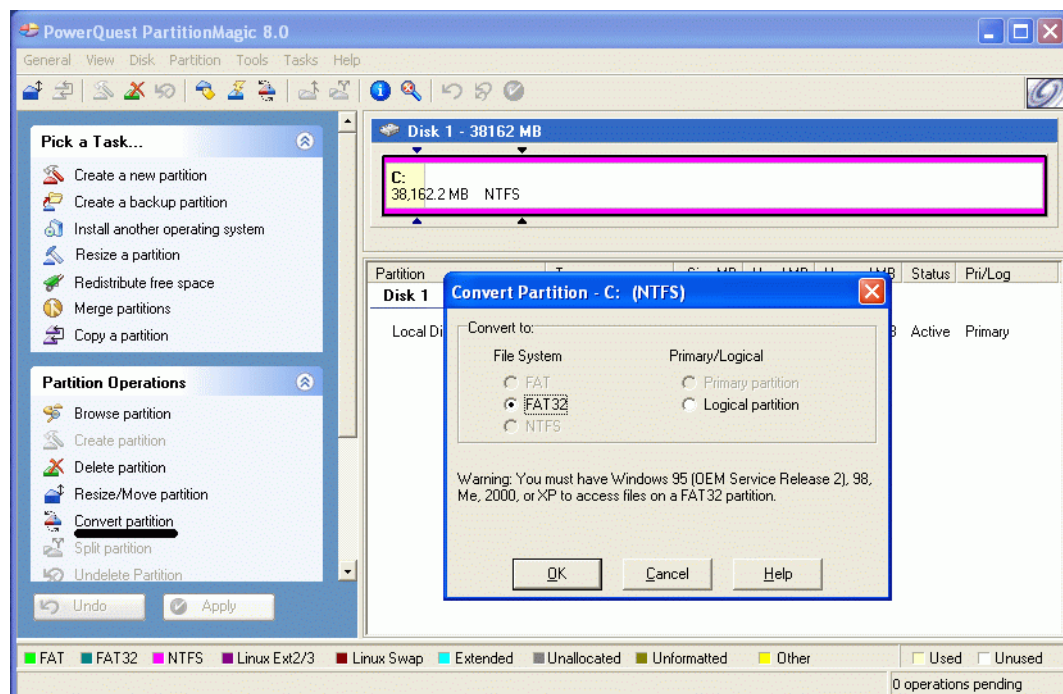 PowerQuest PartitionMagic 8.0
General View Disk Partition Tools Tasks Help
Pick a Task...
Create a new partition
Create a backup partition
Install another operating system
Resize a partition
Redistribute free space
Merge partitions
Copy a partition
Partition Operations
Browse partition
Create partition
Delete partition
Resize/Move partition
Convert partition
Split partition
Undelete Partition
Undo Apply
Disk 1 - 38162 MB
C:
38,162.2 MB NTFS
Partition Status Pri/Log
Disk 1
Local Di Active Primary
Convert Partition - C: (NTFS)
Convert to:
File System Primary/Logical
FAT Primary partition
FAT32 Logical partition
NTFS
Warning: You must have Windows 95 (OEM Service Release 2), 98,
Me, 2000, or XP to access files on a FAT32 partition.
OK Cancel Help
FAT FAT32 NTFS Linux Ext2/3 Linux Swap Extended Unallocated Unformatted Other Used Unused
0 operations pending